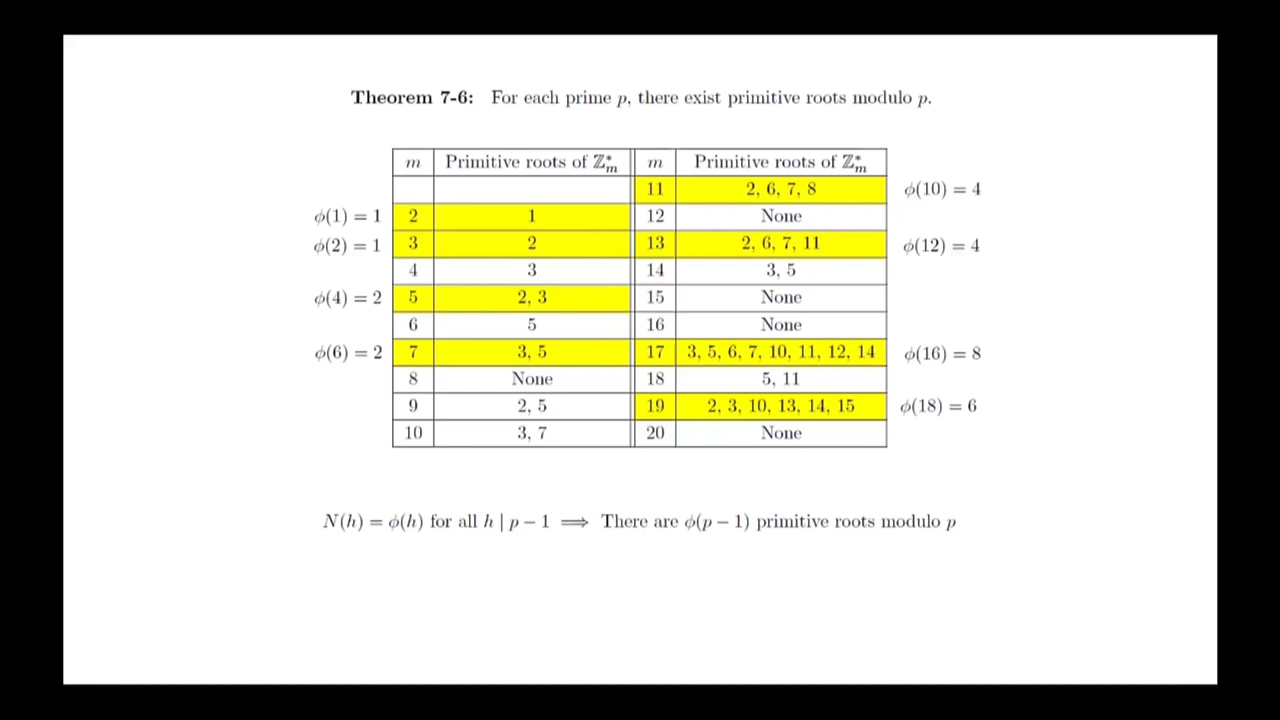 Theorem 7-6: For each prime p, there exist primitive roots modulo p.
m Primitive roots of ℤ*ₘ m Primitive roots of ℤ*ₘ
11 2, 6, 7, 8 ϕ(10) = 4
ϕ(1) = 1 2 1 12 None
ϕ(2) = 1 3 2 13 2, 6, 7, 11 ϕ(12) = 4
4 3 14 3, 5
ϕ(4) = 2 5 2, 3 15 None
6 5 16 None
ϕ(6) = 2 7 3, 5 17 3, 5, 6, 7, 10, 11, 12, 14 ϕ(16) = 8
8 None 18 5, 11
9 2, 5 19 2, 3, 10, 13, 14, 15 ϕ(18) = 6
10 3, 7 20 None
N(h) = ϕ(h) for all h | p − 1 ⟹ There are ϕ(p − 1) primitive roots modulo p